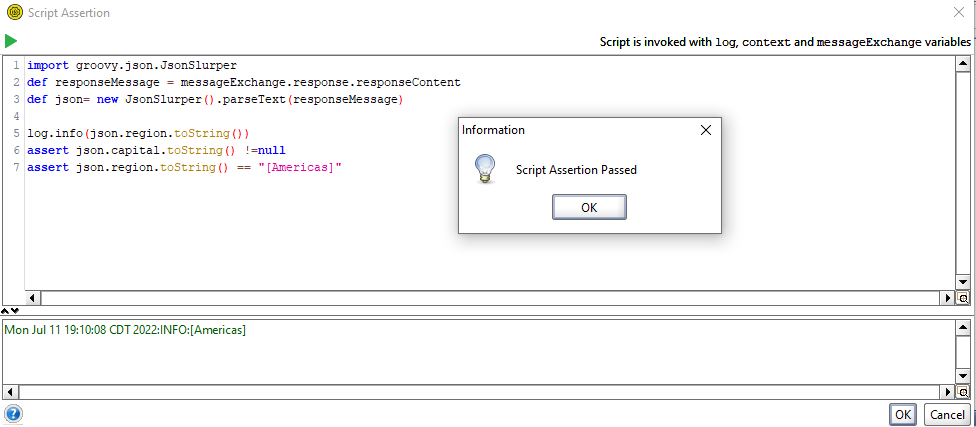 Script Assertion
Script is invoked with log, context and messageExchange variables
1 import groovy.json.JsonSlurper
2 def responseMessage = messageExchange.response.responseContent
3 def json= new JsonSlurper().parseText(responseMessage)
4
5 log.info(json.region.toString())
6 assert json.capital.toString() !=null
7 assert json.region.toString() == "[Americas]"
Information
Script Assertion Passed
OK
Mon Jul 11 19:10:08 CDT 2022:INFO:[Americas]
?
OK Cancel